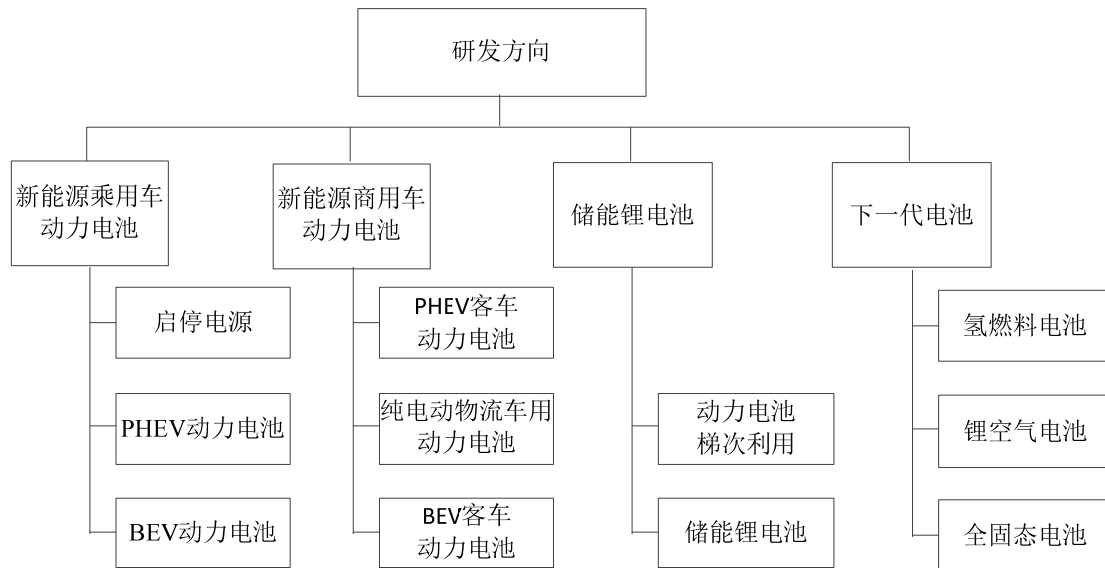 研发方向
新能源乘用车
动力电池
新能源商用车
动力电池
储能锂电池
下一代电池
启停电源
PHEV动力电池
BEV动力电池
PHEV客车
动力电池
纯电动物流车用
动力电池
BEV客车
动力电池
动力电池
梯次利用
储能锂电池
氢燃料电池
锂空气电池
全固态电池